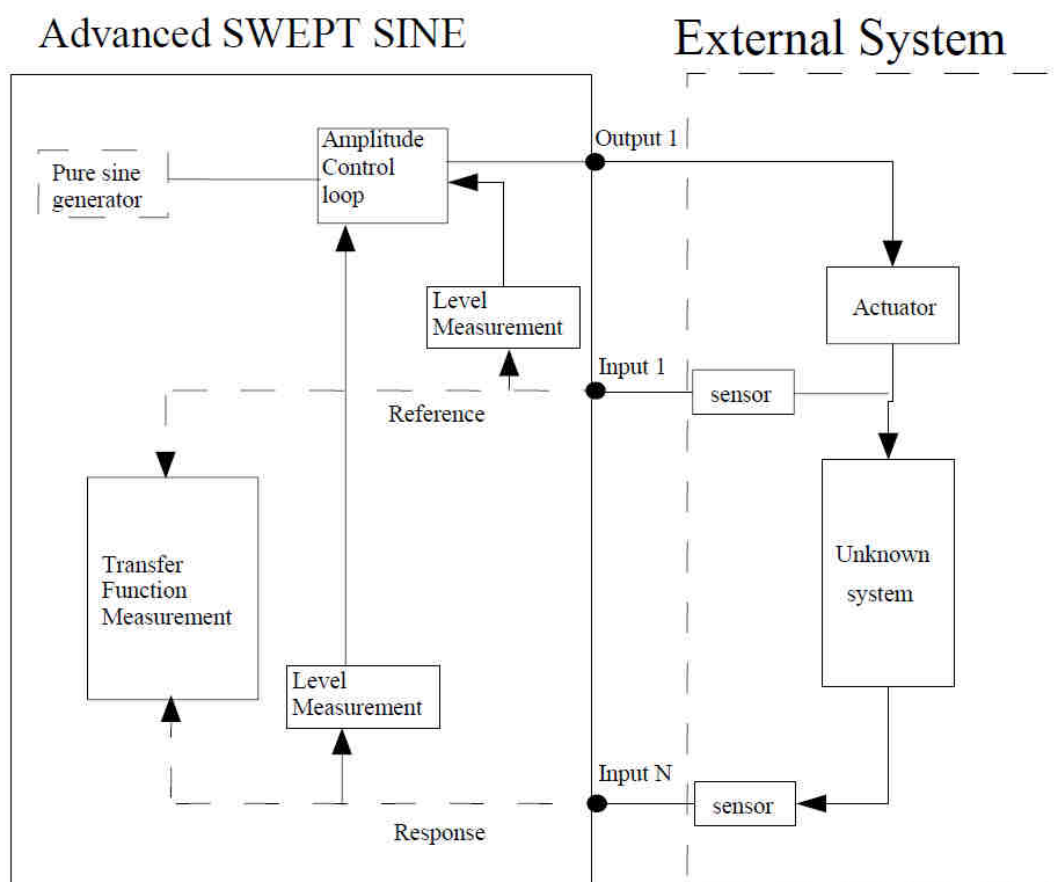 Advanced SWEPT SINE
External System
Pure sine
generator
Amplitude
Control
loop
Output 1
Level
Measurement
Actuator
Input 1
sensor
Reference
Transfer
Function
Measurement
Unknown
system
Level
Measurement
Input N
sensor
Response